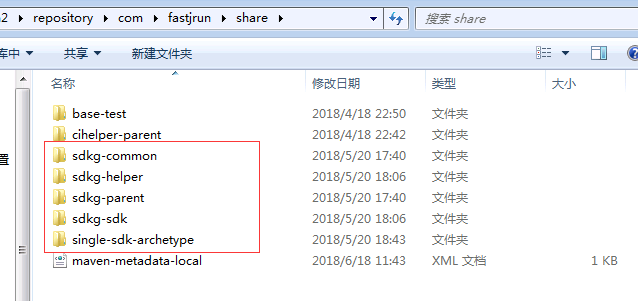 2 ▸ repository ▸ com ▸ fastjrun ▸ share ▸ 搜索 share
库中 ▾ 共享 ▾ 新建文件夹
名称 修改日期 类型 大小
base-test 2018/4/18 22:50 文件夹
cihelper-parent 2018/4/18 22:42 文件夹
sdkg-common 2018/5/20 17:40 文件夹
置
sdkg-helper 2018/5/20 18:06 文件夹
sdkg-parent 2018/5/20 17:40 文件夹
sdkg-sdk 2018/5/20 18:06 文件夹
single-sdk-archetype 2018/5/20 18:43 文件夹
maven-metadata-local 2018/6/18 11:43 XML 文档 1 KB